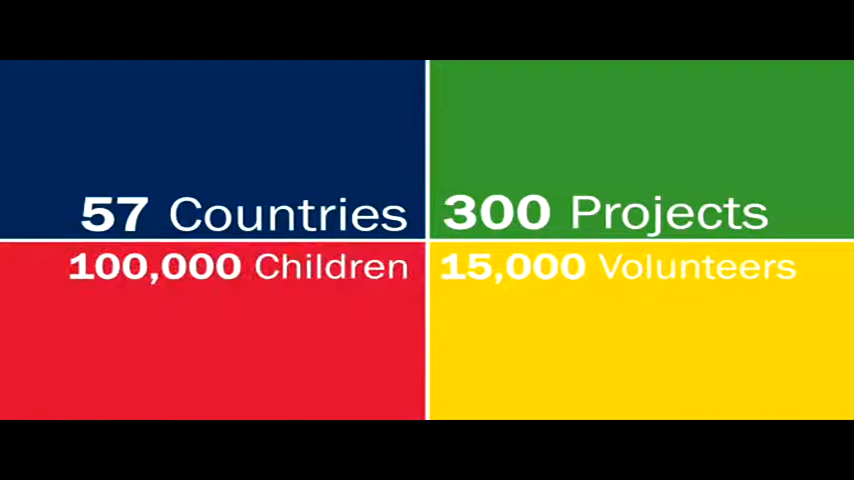 57 Countries
300 Projects
100,000 Children
15,000 Volunteers